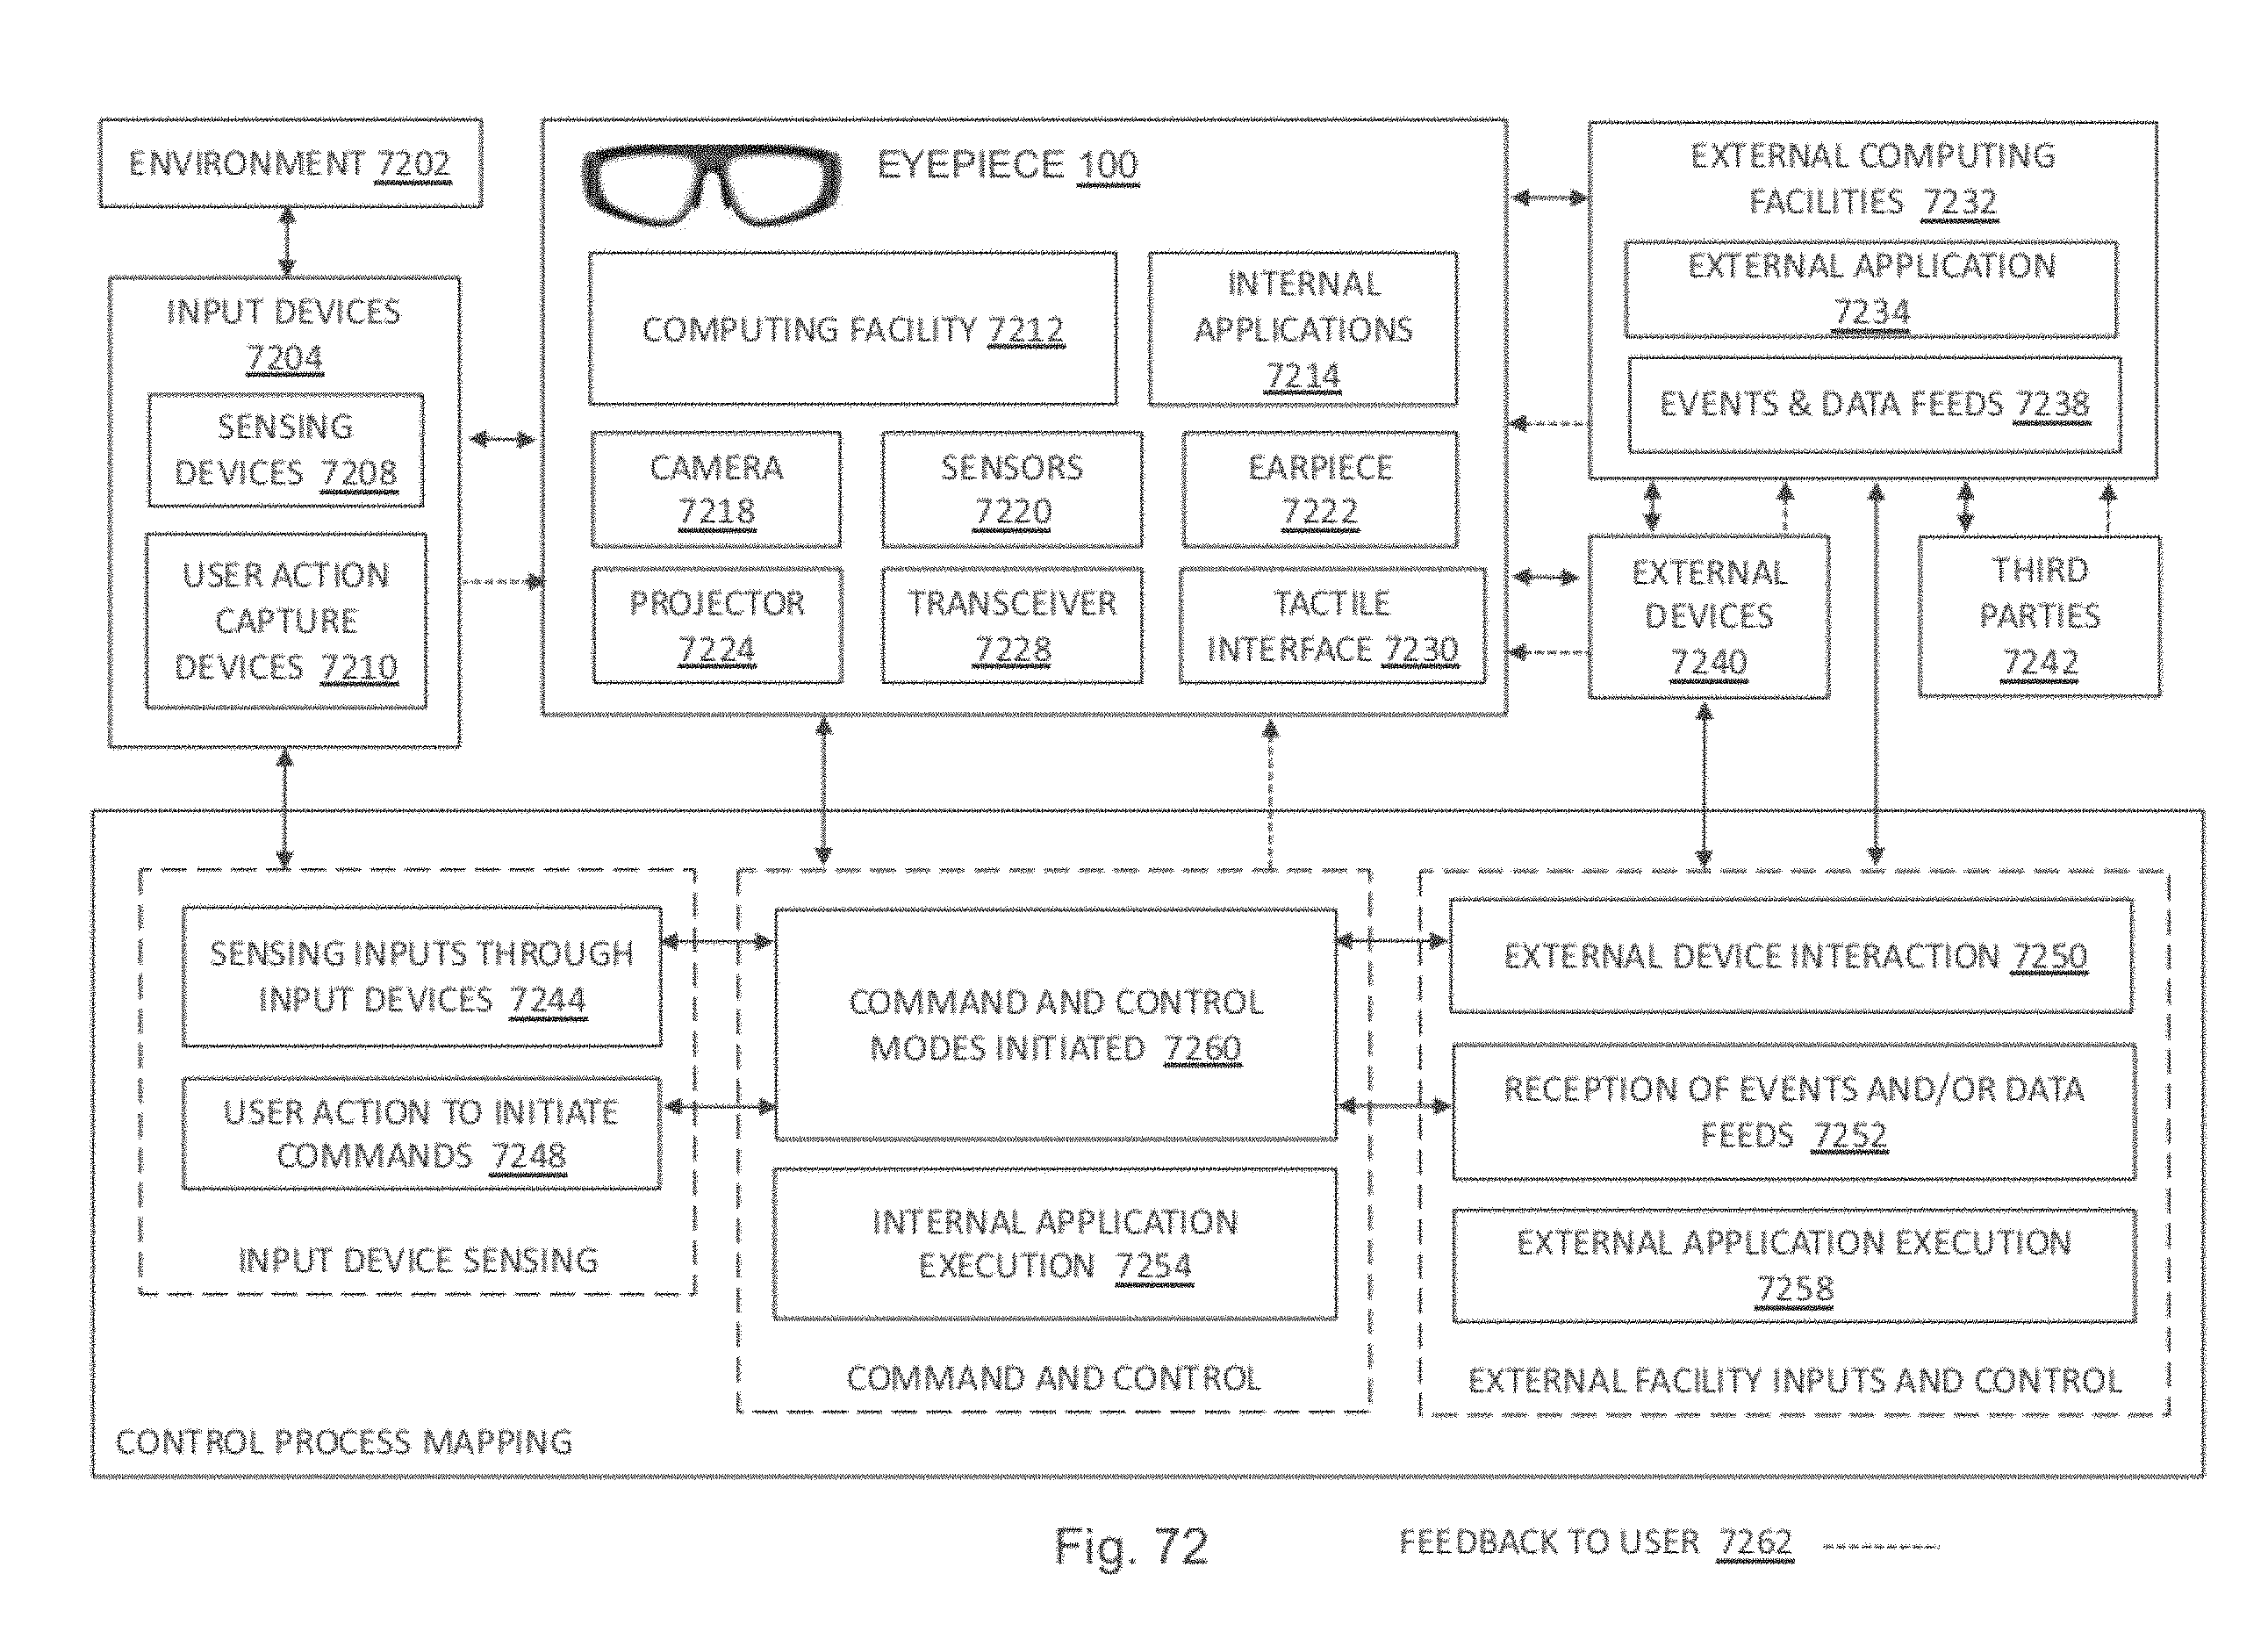 ENVIRONMENT 7202
INPUT DEVICES
7204
SENSING
DEVICES 7208
USER ACTION
CAPTURE
DEVICES 7210
EYEPIECE 100
COMPUTING FACILITY 7212
INTERNAL
APPLICATIONS
7214
CAMERA
7218
SENSORS
7220
EARPIECE
7222
PROJECTOR
7224
TRANSCEIVER
7228
TACTILE
INTERFACE 7230
EXTERNAL COMPUTING
FACILITIES 7232
EXTERNAL APPLICATION
7234
EVENTS & DATA FEEDS 7238
EXTERNAL
DEVICES
7240
THIRD
PARTIES
7242
SENSING INPUTS THROUGH
INPUT DEVICES 7244
USER ACTION TO INITIATE
COMMANDS 7248
INPUT DEVICE SENSING
COMMAND AND CONTROL
MODES INITIATED 7260
INTERNAL APPLICATION
EXECUTION 7254
COMMAND AND CONTROL
EXTERNAL DEVICE INTERACTION 7250
RECEPTION OF EVENTS AND/OR DATA
FEEDS 7252
EXTERNAL APPLICATION EXECUTION
7258
EXTERNAL FACILITY INPUTS AND CONTROL
CONTROL PROCESS MAPPING
Fig. 72
FEEDBACK TO USER 7262